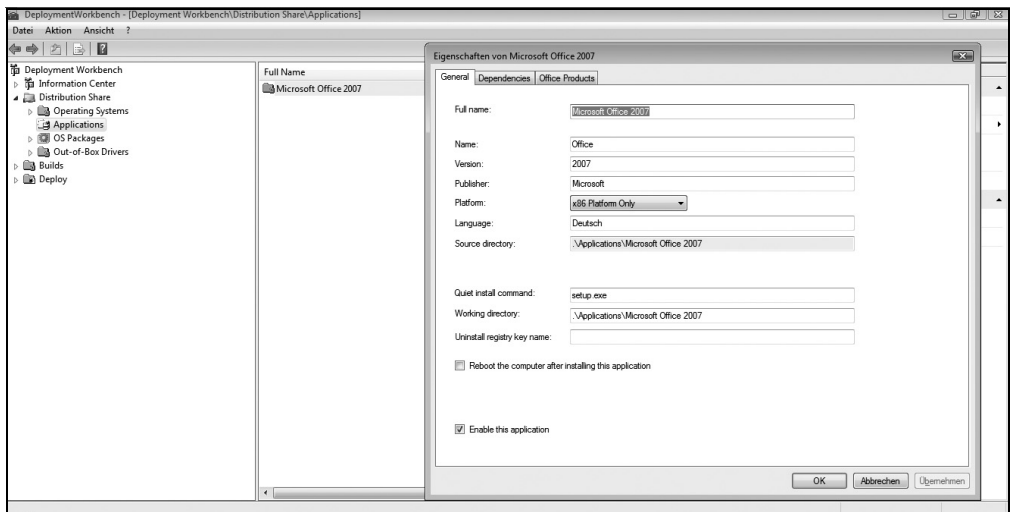 DeploymentWorkbench - [Deployment Workbench\Distribution Share\Applications]
Datei Aktion Ansicht ?
Deployment Workbench
Information Center
Distribution Share
Operating Systems
Applications
OS Packages
Out-of-Box Drivers
Builds
Deploy
Full Name
Microsoft Office 2007
Eigenschaften von Microsoft Office 2007
General Dependencies Office Products
Full name: Microsoft Office 2007
Name: Office
Version: 2007
Publisher: Microsoft
Platform: x86 Platform Only
Language: Deutsch
Source directory: .\Applications\Microsoft Office 2007
Quiet install command: setup.exe
Working directory: .\Applications\Microsoft Office 2007
Uninstall registry key name:
Reboot the computer after installing this application
Enable this application
OK Abbrechen Übernehmen